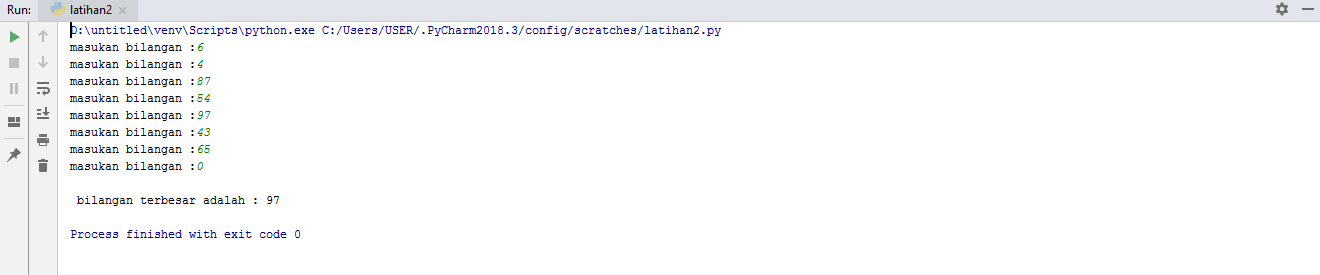 Run: latihan2
D:\untitled\venv\Scripts\python.exe C:/Users/USER/.PyCharm2018.3/config/scratches/latihan2.py
masukan bilangan :6
masukan bilangan :4
masukan bilangan :87
masukan bilangan :54
masukan bilangan :97
masukan bilangan :43
masukan bilangan :65
masukan bilangan :0
bilangan terbesar adalah : 97
Process finished with exit code 0